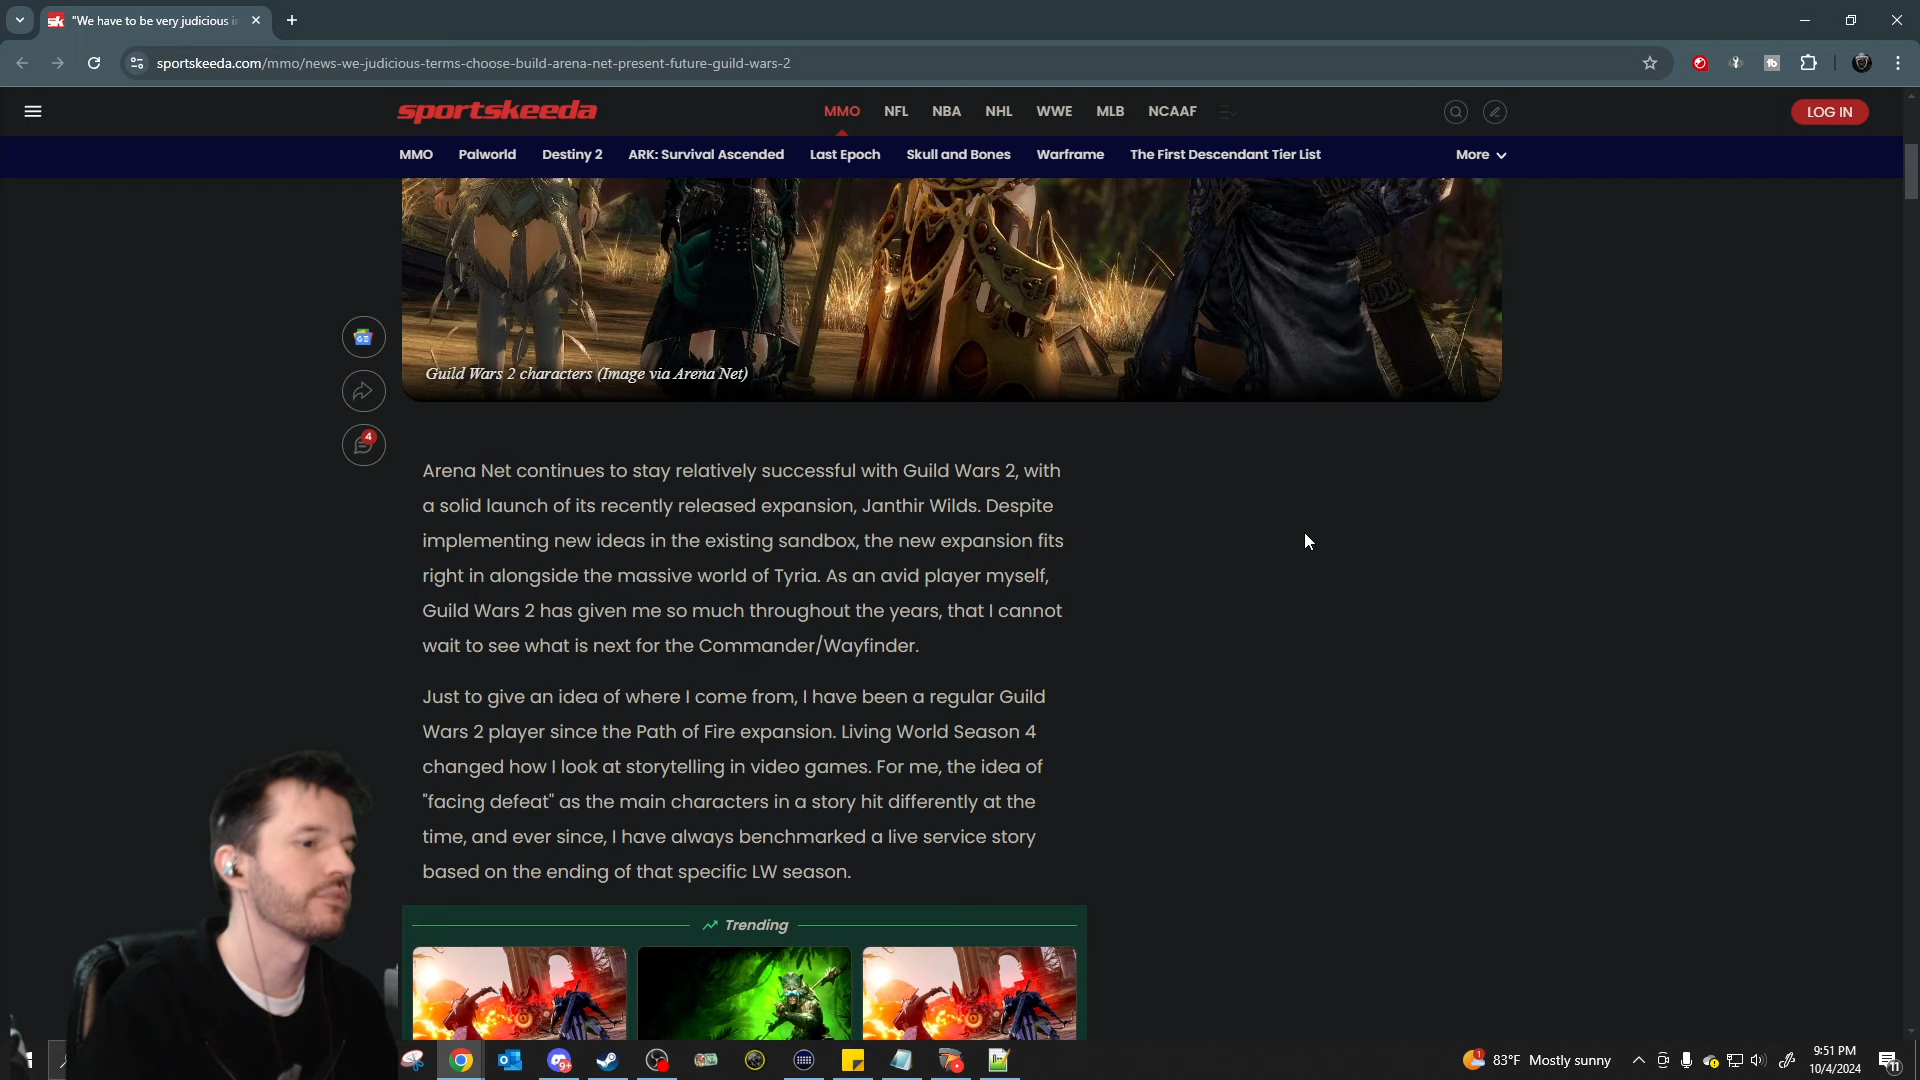 "We have to be very judicious in
sportskeeda.com/mmo/news-we-judicious-terms-choose-build-arena-net-present-future-guild-wars-2
sportskeeda
MMO NFL NBA NHL WWE MLB NCAAF
LOG IN
MMO Palworld Destiny 2 ARK: Survival Ascended Last Epoch Skull and Bones Warframe The First Descendant Tier List More
Guild Wars 2 characters (Image via Arena Net)
4
Arena Net continues to stay relatively successful with Guild Wars 2, with
a solid launch of its recently released expansion, Janthir Wilds. Despite
implementing new ideas in the existing sandbox, the new expansion fits
right in alongside the massive world of Tyria. As an avid player myself,
Guild Wars 2 has given me so much throughout the years, that I cannot
wait to see what is next for the Commander/Wayfinder.
Just to give an idea of where I come from, I have been a regular Guild
Wars 2 player since the Path of Fire expansion. Living World Season 4
changed how I look at storytelling in video games. For me, the idea of
"facing defeat" as the main characters in a story hit differently at the
time, and ever since, I have always benchmarked a live service story
based on the ending of that specific LW season.
Trending
9+
1
83°F Mostly sunny
9:51 PM
10/4/2024
11